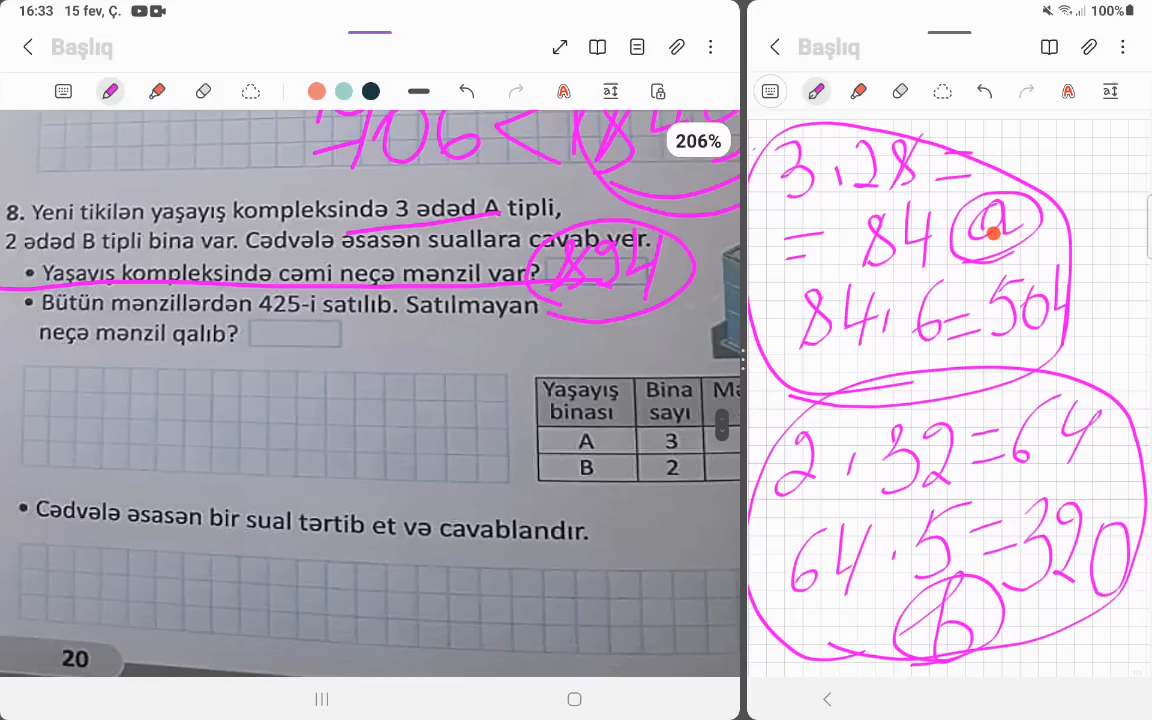 16:33 15 fev, Ç. 100%
Başlıq
Başlıq
206%
= 706 <
8. Yeni tikilən yaşayış kompleksində 3 ədəd A tipli,
2 ədəd B tipli bina var. Cədvələ əsasən suallara cavab ver.
• Yaşayış kompleksində cəmi neçə mənzil var? 894
• Bütün mənzillərdən 425-i satılıb. Satılmayan
neçə mənzil qalıb?
Yaşayış binası Bina sayı
A 3
B 2
• Cədvələ əsasən bir sual tərtib et və cavablandır.
20
3 . 28 =
= 84 a
84 . 6 = 504
2 . 32 = 64
64 . 5 = 320
b